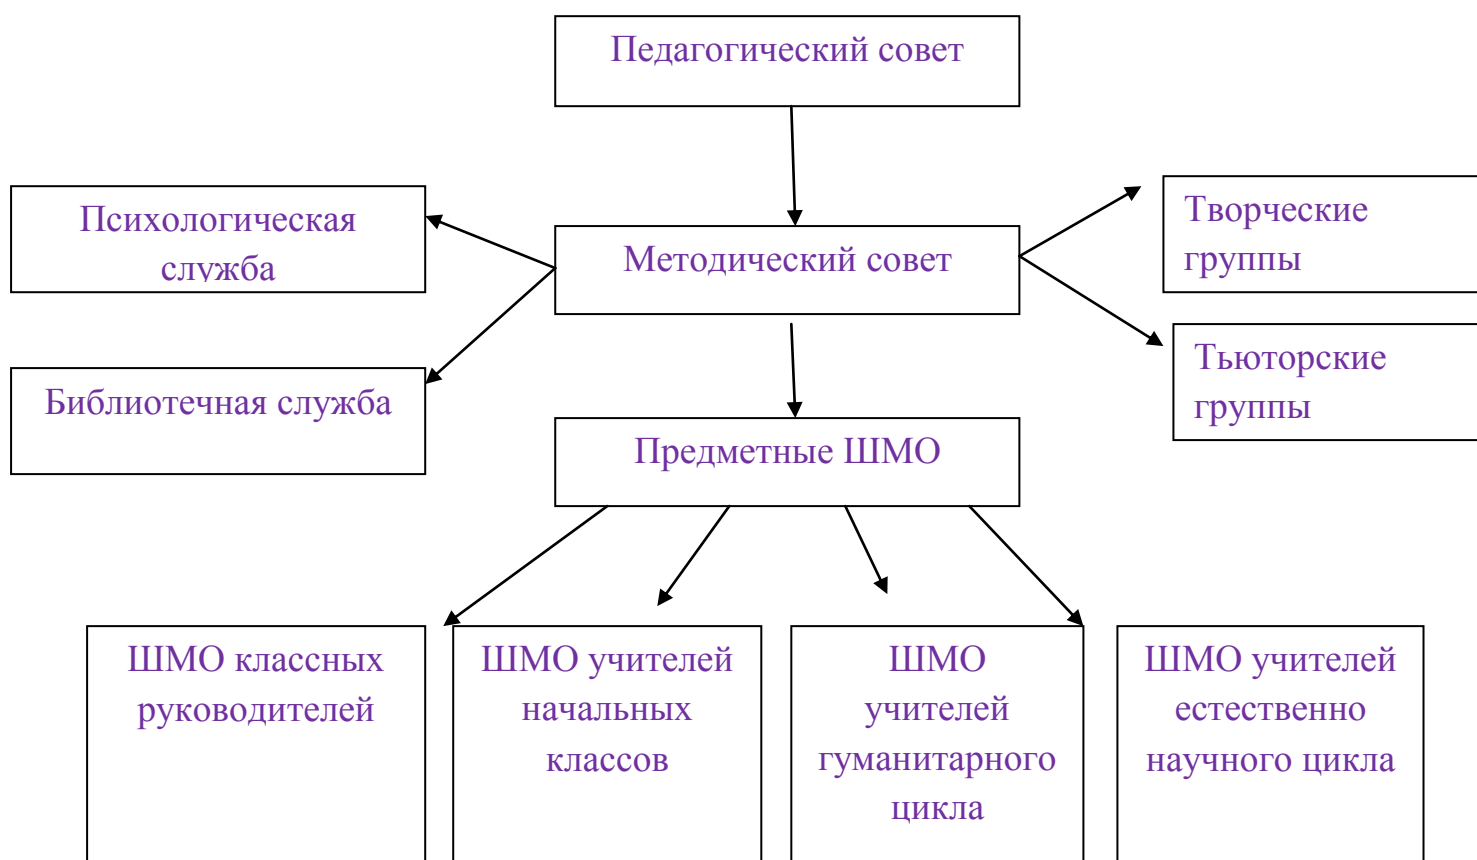 Педагогический совет
Психологическая
служба
Методический совет
Творческие
группы
Библиотечная служба
Тьюторские
группы
Предметные ШМО
ШМО классных
руководителей
ШМО учителей
начальных
классов
ШМО
учителей
гуманитарного
цикла
ШМО учителей
естественно
научного цикла